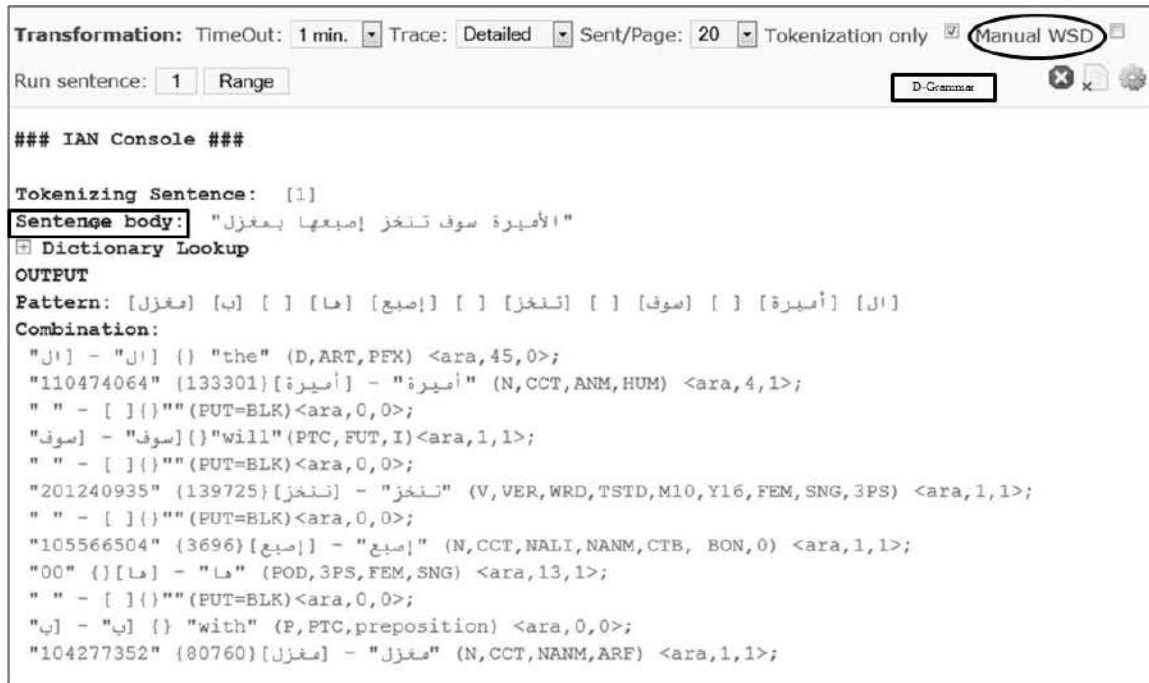 Transformation: TimeOut: 1 min. Trace: Detailed Sent/Page: 20 Tokenization only Manual WSD
Run sentence: 1 Range D-Grammar
### IAN Console ###
Tokenizing Sentence: [1]
Sentence body: "الأميرة سوف تنخز إصبعها بمغزل"
Dictionary Lookup
OUTPUT
Pattern: [ال] [أميرة] [ ] [سوف] [ ] [تنخز] [ ] [إصبع] [ها] [ ] [ب] [مغزل]
Combination:
"ال" - [ال] {} "the" (D,ART,PFX) <ara,45,0>;
"أميرة" - [أميرة] {133301} "110474064" (N,CCT,ANM,HUM) <ara,4,1>;
" " - [ ]{}""(PUT=BLK)<ara,0,0>;
"سوف" - [سوف]{}"will"(PTC,FUT,I)<ara,1,1>;
" " - [ ]{}""(PUT=BLK)<ara,0,0>;
"تنخز" - [تنخز] {139725} "201240935" (V,VER,WRD,TSTD,M10,Y16,FEM,SNG,3PS) <ara,1,1>;
" " - [ ]{}""(PUT=BLK)<ara,0,0>;
"إصبع" - [إصبع] {3696} "105566504" (N,CCT,NALI,NANM,CTB, BON,0) <ara,1,1>;
"ها" - [ها]{} "00" (POD,3PS,FEM,SNG) <ara,13,1>;
" " - [ ]{}""(PUT=BLK)<ara,0,0>;
"ب" - [ب] {} "with" (P,PTC,preposition) <ara,0,0>;
"مغزل" - [مغزل] {80760} "104277352" (N,CCT,NANM,ARF) <ara,1,1>;